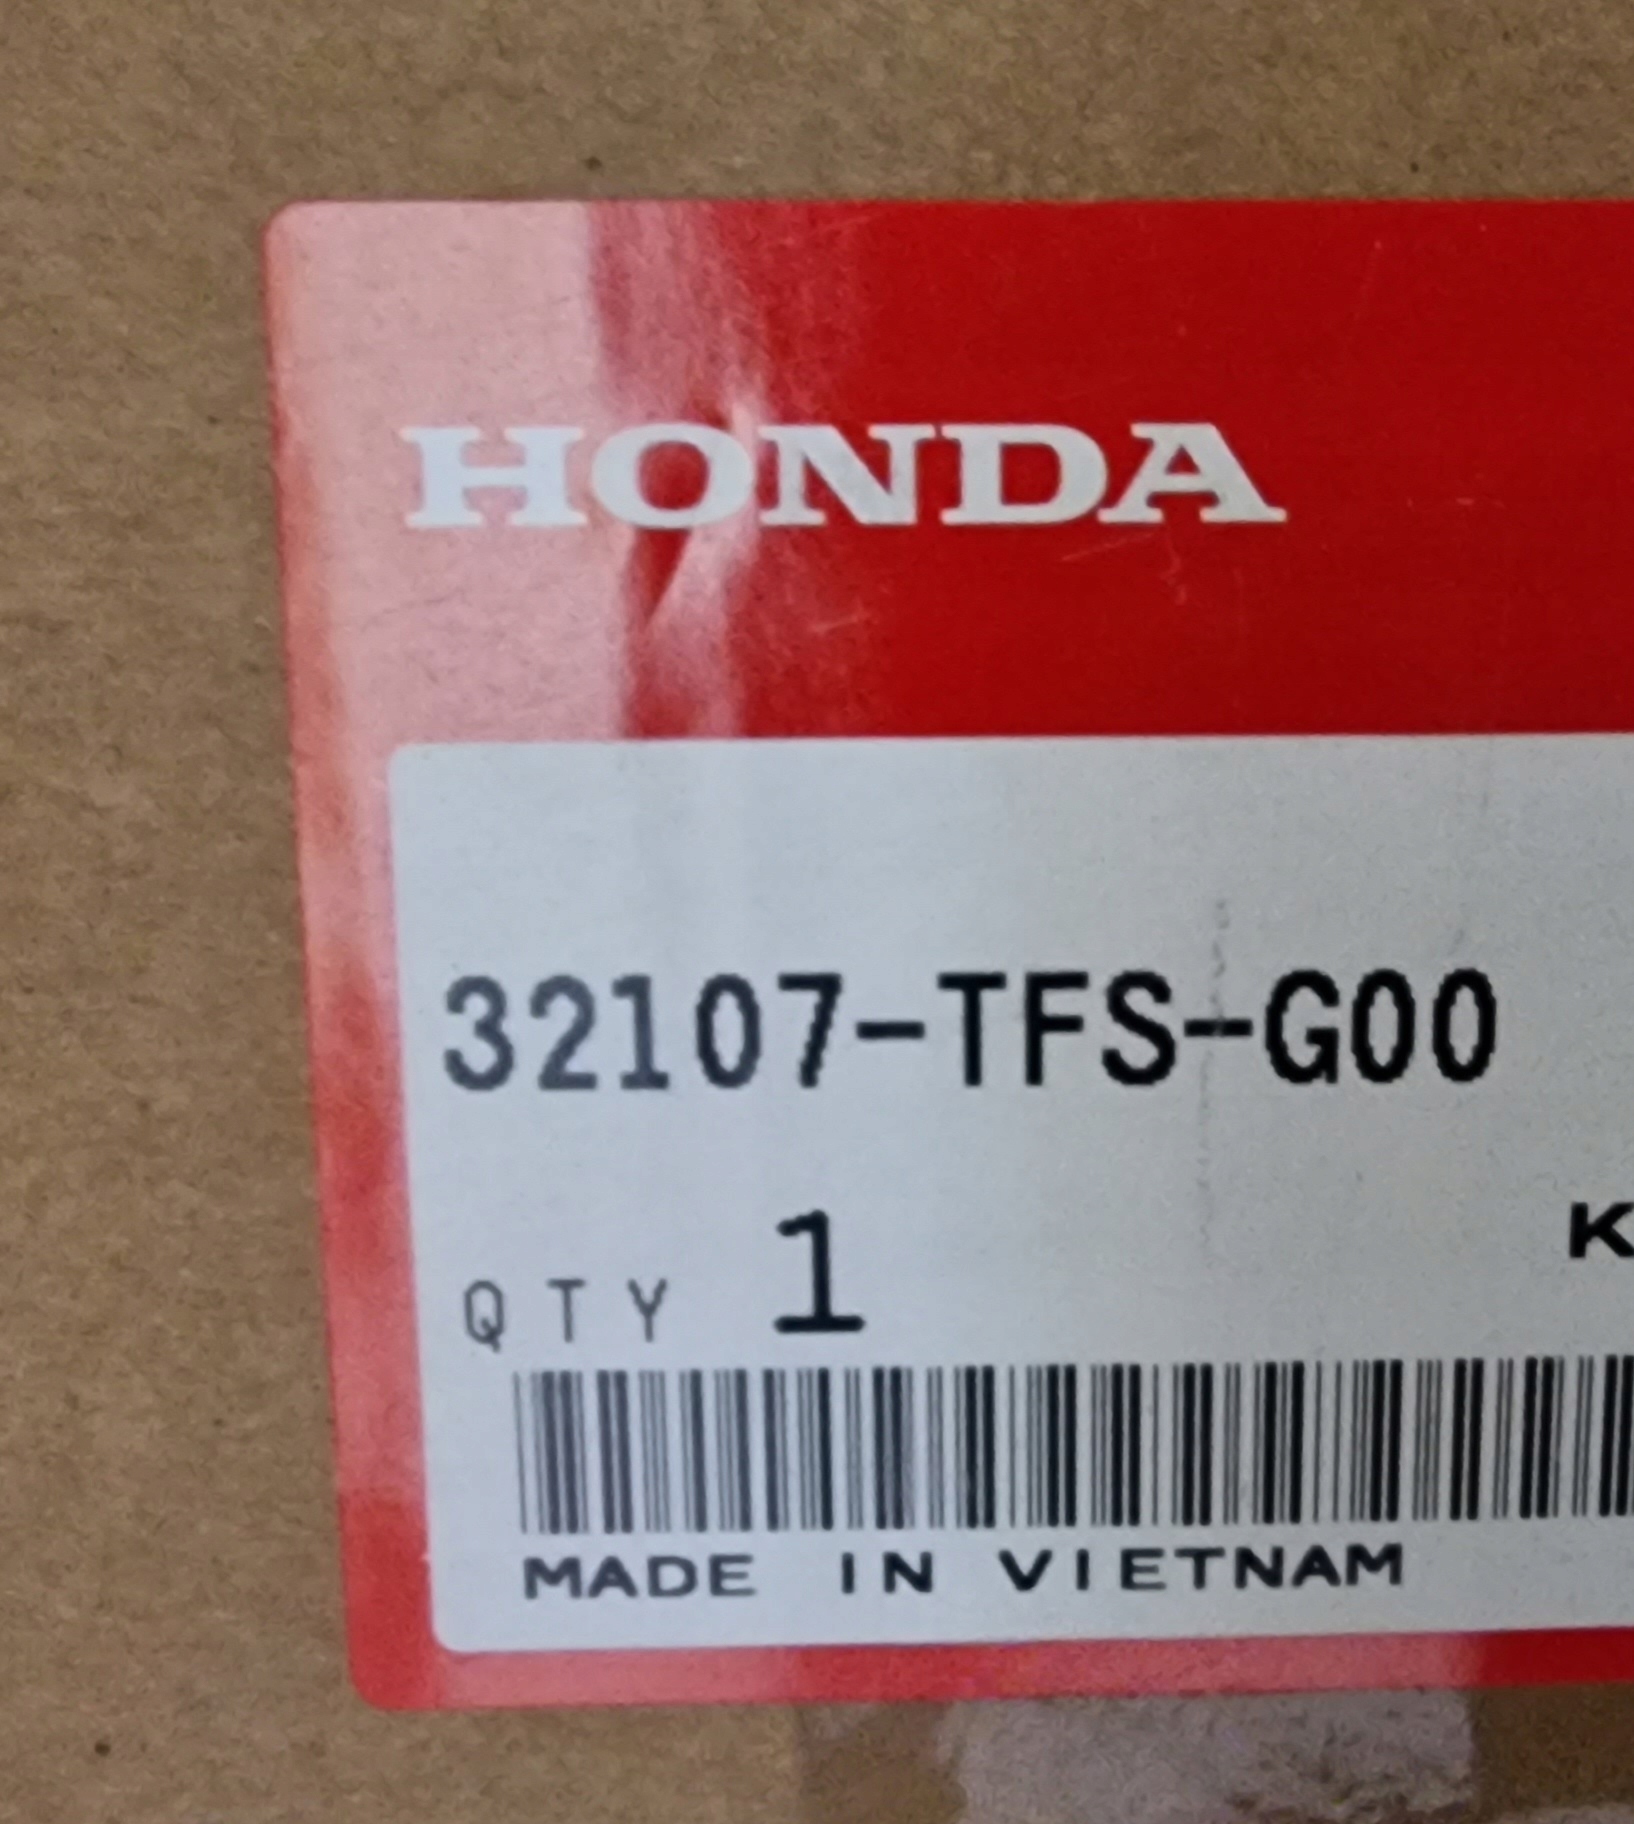 HONDA
32107-TFS-G00
QTY 1
K
MADE IN VIETNAM